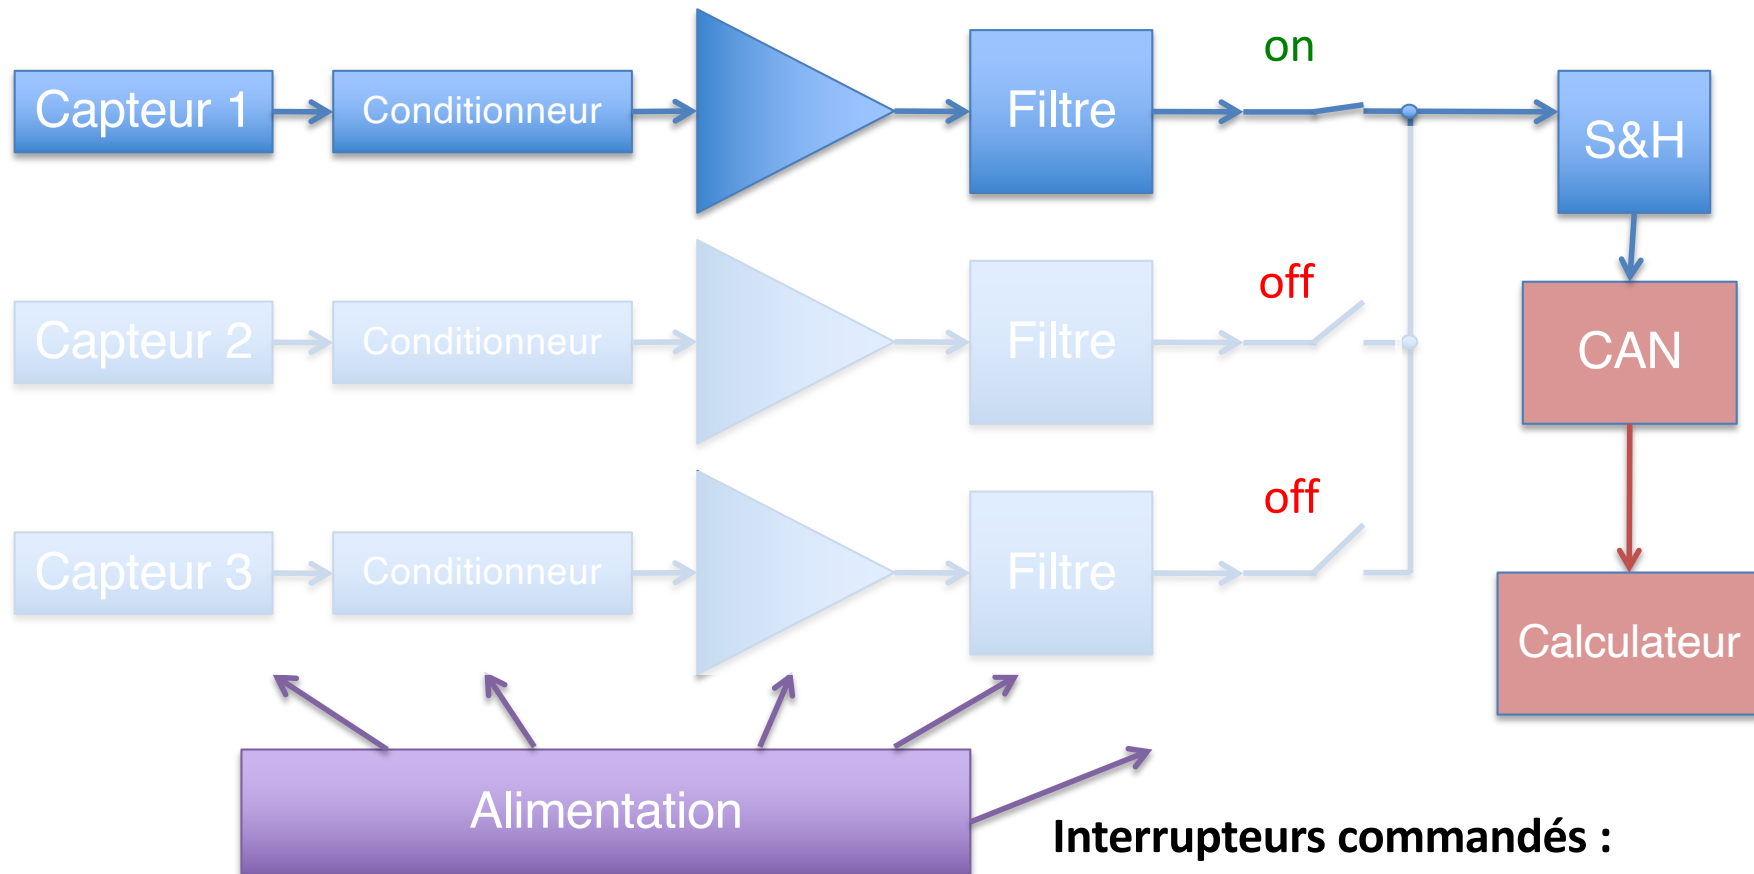 on
Capteur 1
Conditionneur
Filtre
S&H
off
Capteur 2
Conditionneur
Filtre
CAN
off
Capteur 3
Conditionneur
Filtre
Calculateur
Alimentation
Interrupteurs commandés :